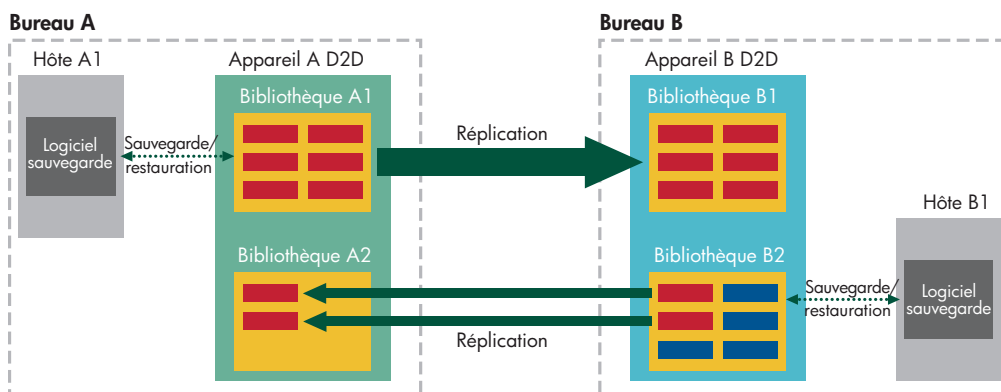 Bureau A
Bureau B
Hôte A1
Appareil A D2D
Appareil B D2D
Bibliothèque A1
Bibliothèque B1
Logiciel
sauvegarde
Sauvegarde/
restauration
Réplication
Hôte B1
Bibliothèque A2
Bibliothèque B2
Sauvegarde/
restauration
Logiciel
sauvegarde
Réplication